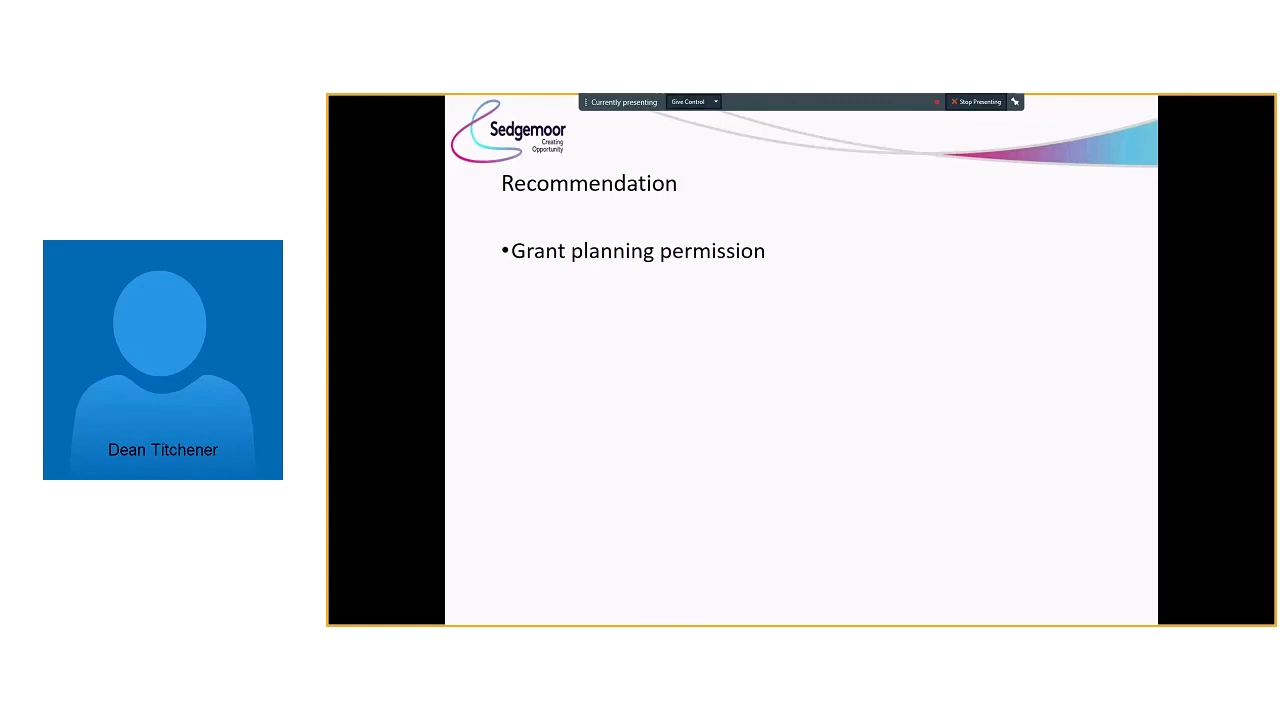 Currently presenting
Give Control
Stop Presenting
Sedgemoor
Creating
Opportunity
Recommendation
•Grant planning permission
Dean Titchener